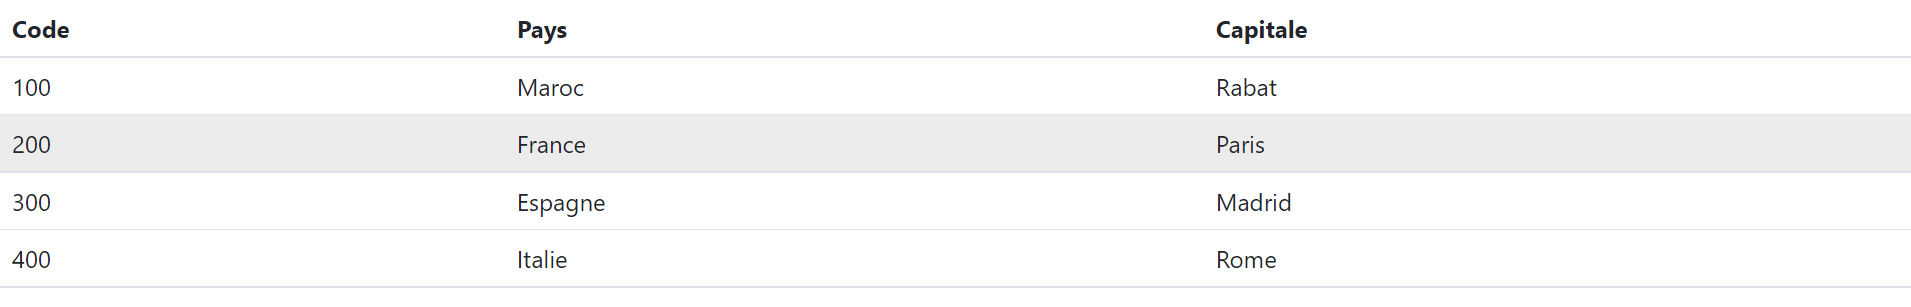 Code Pays Capitale
100 Maroc Rabat
200 France Paris
300 Espagne Madrid
400 Italie Rome